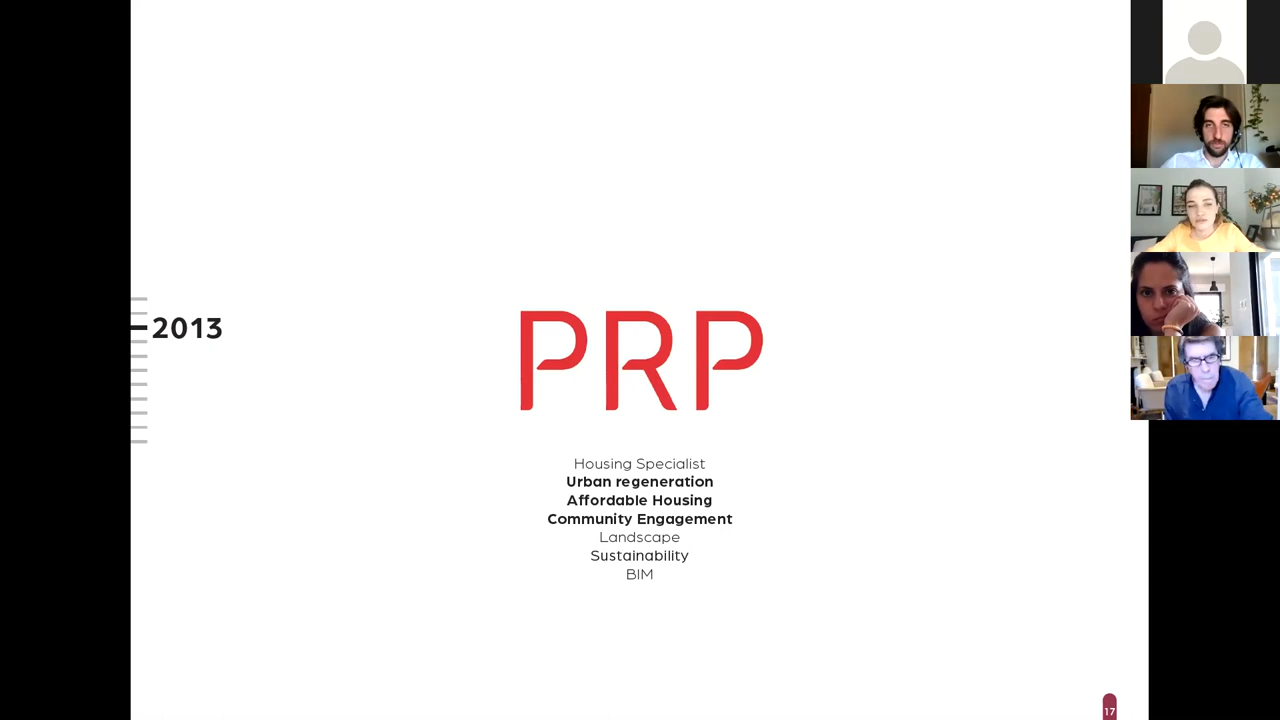 2013
PRP
Housing Specialist
Urban regeneration
Affordable Housing
Community Engagement
Landscape
Sustainability
BIM
17